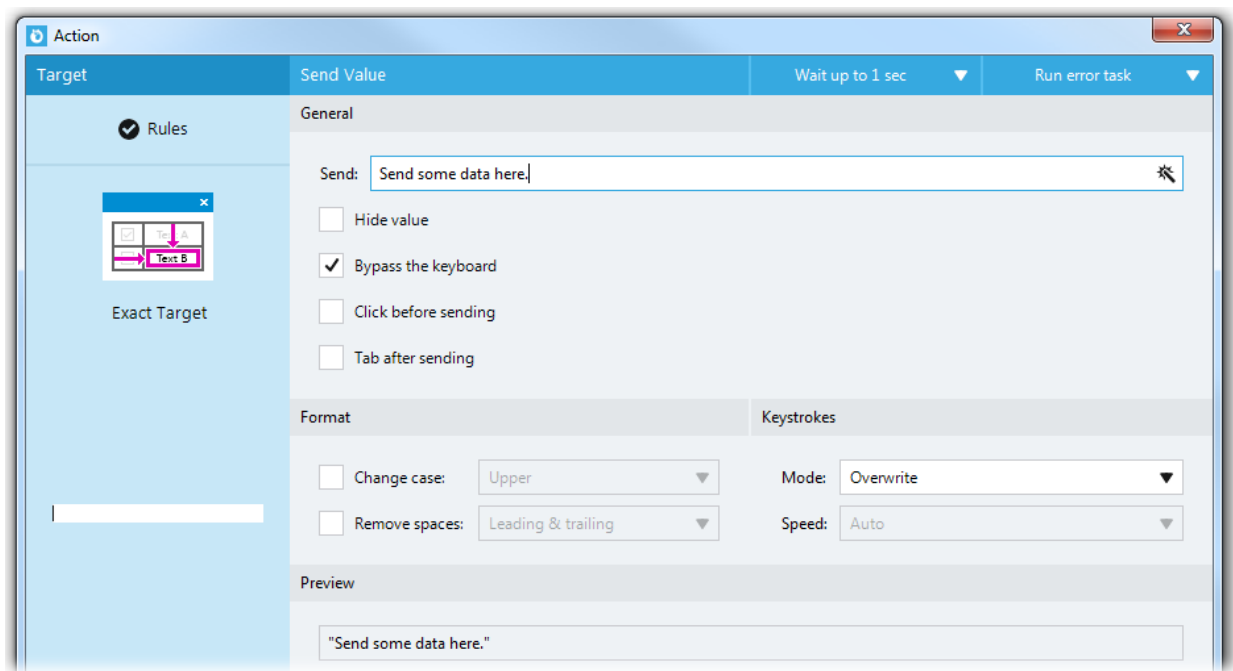 Action
Target Send Value Wait up to 1 sec Run error task
Rules
General
Send: Send some data here.
Hide value
Bypass the keyboard
Click before sending
Tab after sending
Text A
Text B
Exact Target
Format Keystrokes
Change case: Upper Mode: Overwrite
Remove spaces: Leading & trailing Speed: Auto
Preview
"Send some data here."